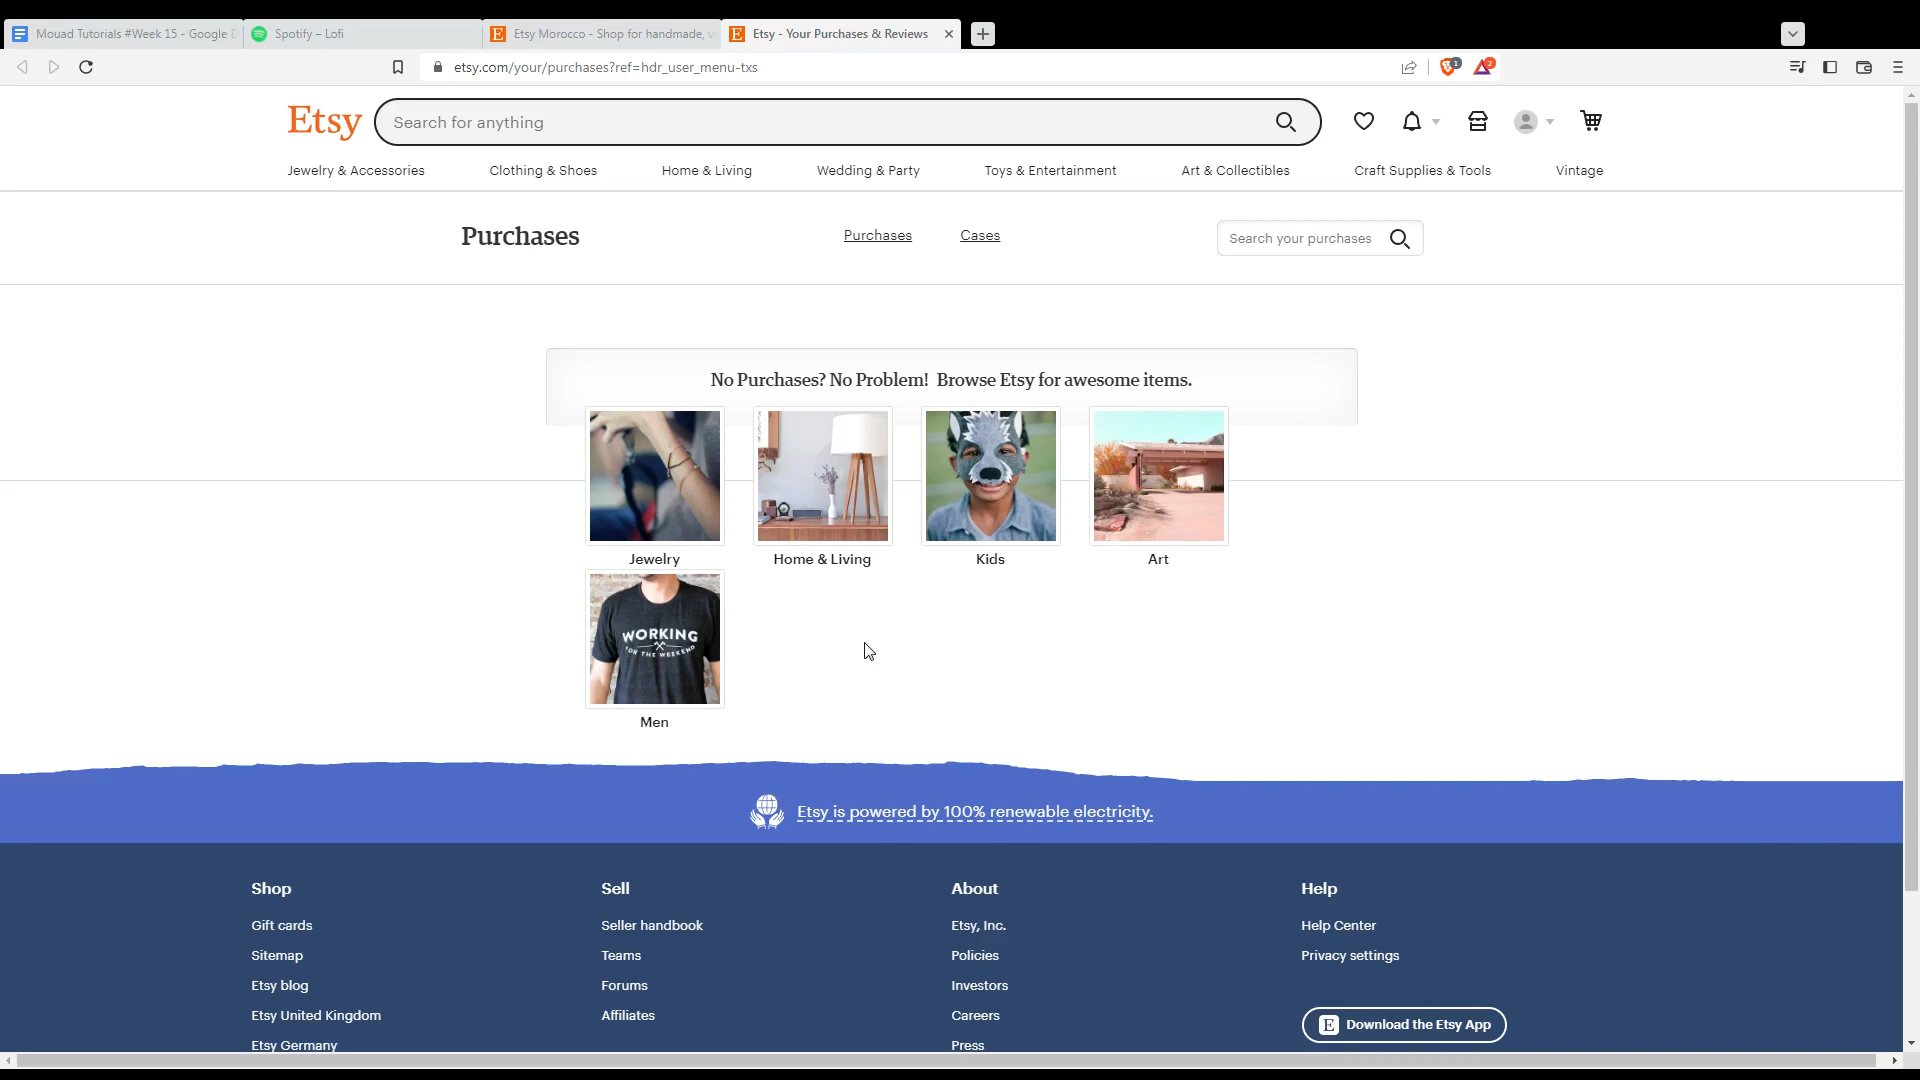 Mouad Tutorials #Week 15 - Google D
Spotify – Lofi
Etsy Morocco - Shop for handmade, v
Etsy - Your Purchases & Reviews
etsy.com/your/purchases?ref=hdr_user_menu-txs
1
2
Etsy
Search for anything
Jewelry & Accessories
Clothing & Shoes
Home & Living
Wedding & Party
Toys & Entertainment
Art & Collectibles
Craft Supplies & Tools
Vintage
Purchases
Purchases
Cases
Search your purchases
No Purchases? No Problem! Browse Etsy for awesome items.
Jewelry
Home & Living
Kids
Art
WORKING
FOR THE WEEKEND
Men
Etsy is powered by 100% renewable electricity.
Shop
Sell
About
Help
Gift cards
Seller handbook
Etsy, Inc.
Help Center
Sitemap
Teams
Policies
Privacy settings
Etsy blog
Forums
Investors
Etsy United Kingdom
Affiliates
Careers
E Download the Etsy App
Etsy Germany
Press